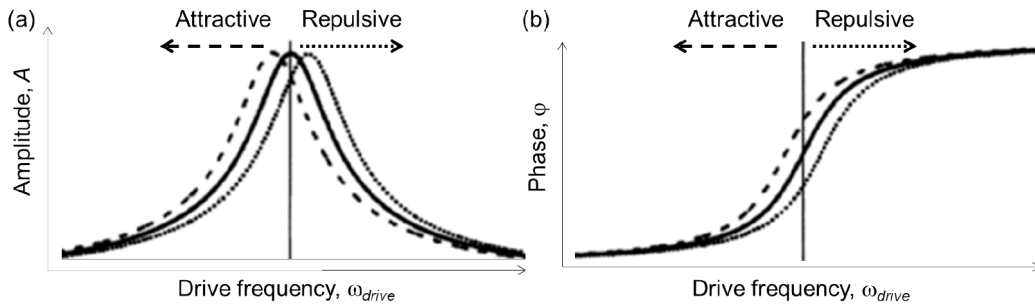 (a)
Attractive Repulsive
Amplitude, A
Drive frequency, ω_drive
(b)
Attractive Repulsive
Phase, φ
Drive frequency, ω_drive